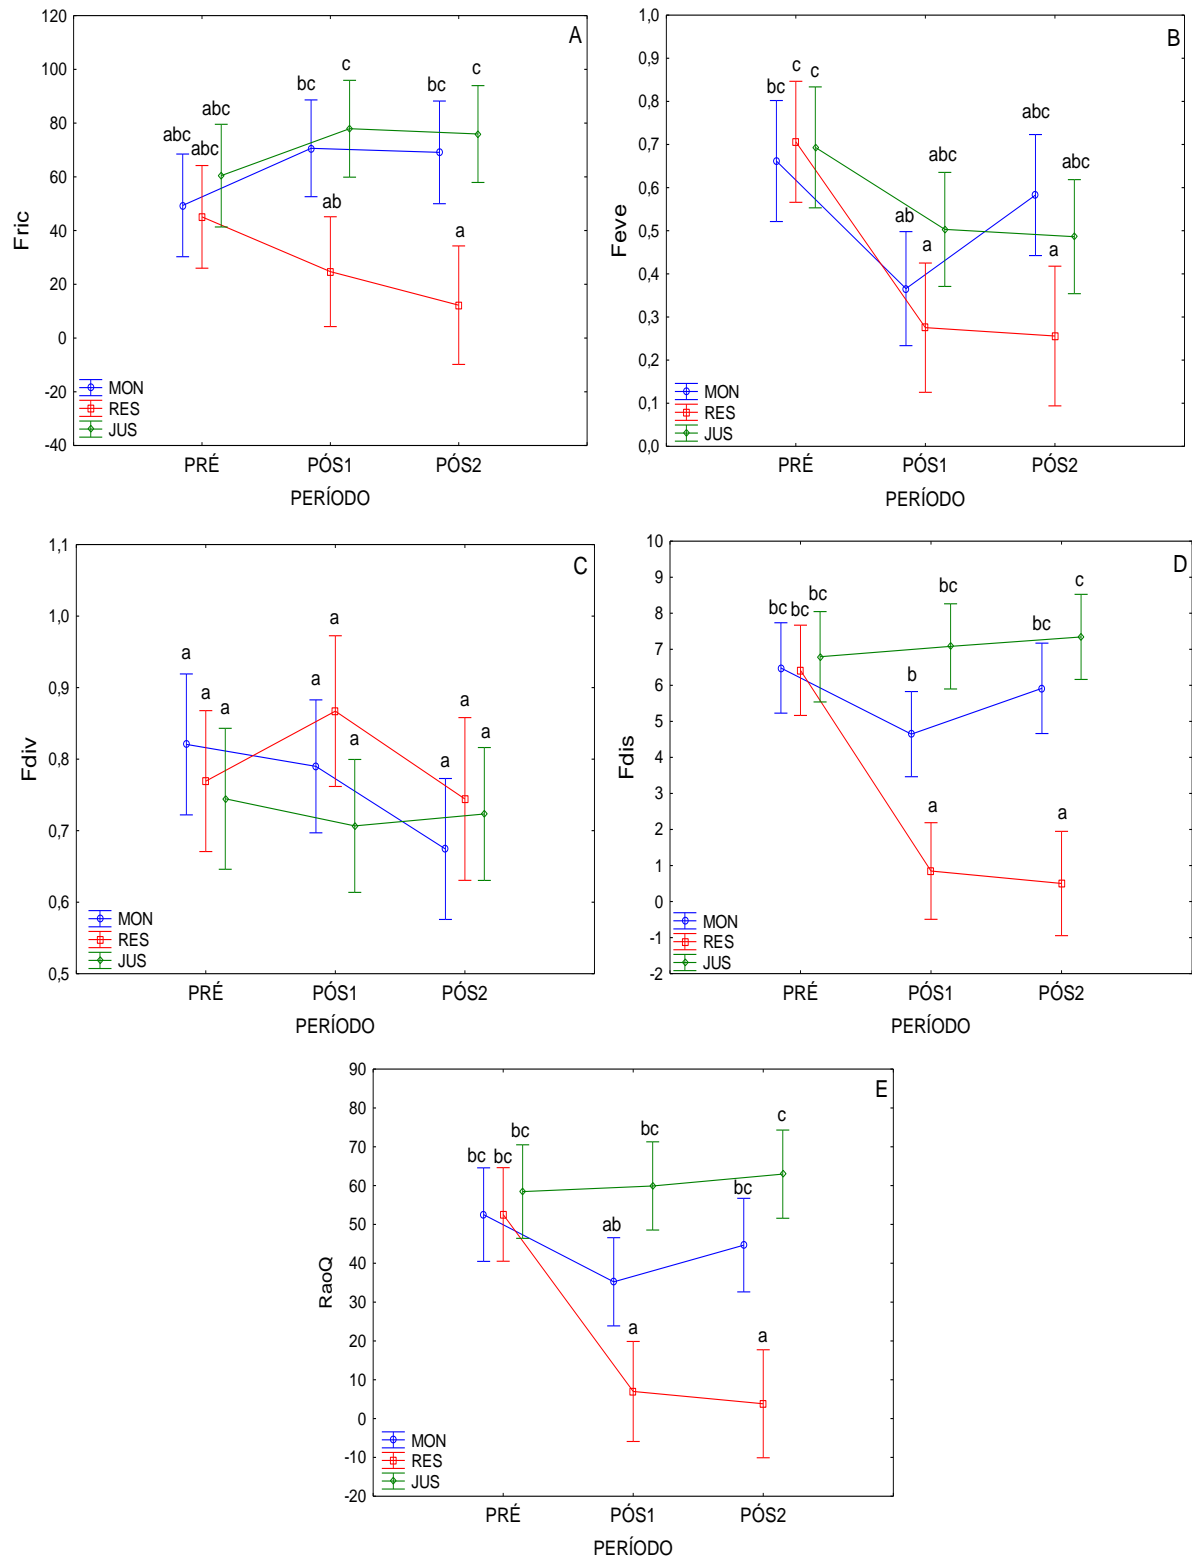 A
Fric
120
100
80
60
40
20
0
-20
-40
abc
abc
abc
bc
c
ab
bc
c
a
MON
RES
JUS
PRÉ PÓS1 PÓS2
PERÍODO
B
Feve
1,0
0,9
0,8
0,7
0,6
0,5
0,4
0,3
0,2
0,1
0,0
bc
c
c
ab
a
abc
abc
a
abc
MON
RES
JUS
PRÉ PÓS1 PÓS2
PERÍODO
C
Fdiv
1,1
1,0
0,9
0,8
0,7
0,6
0,5
a
a
a
a
a
a
a
a
a
MON
RES
JUS
PRÉ PÓS1 PÓS2
PERÍODO
D
Fdis
10
9
8
7
6
5
4
3
2
1
0
-1
-2
bc
bc
bc
b
a
bc
bc
a
c
MON
RES
JUS
PRÉ PÓS1 PÓS2
PERÍODO
E
RaoQ
90
80
70
60
50
40
30
20
10
0
-10
-20
bc
bc
bc
ab
a
bc
bc
a
c
MON
RES
JUS
PRÉ PÓS1 PÓS2
PERÍODO